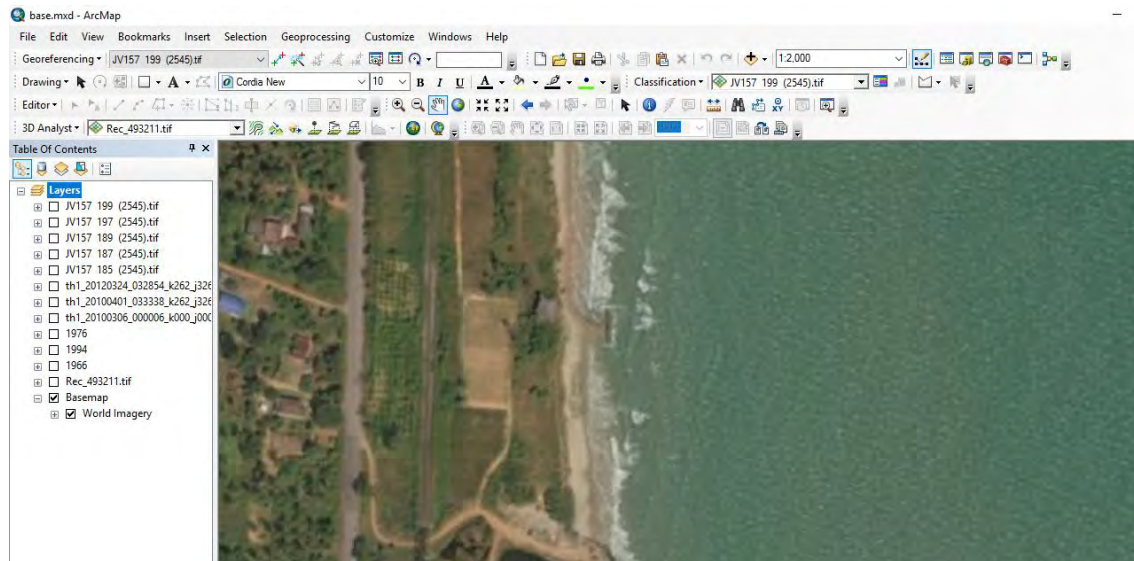 base.mxd - ArcMap
File Edit View Bookmarks Insert Selection Geoprocessing Customize Windows Help
Georeferencing JV157 199 (2545).tif 1:2,000
Drawing A Cordia New 10 B I U A Classification JV157 199 (2545).tif
Editor
3D Analyst Rec_493211.tif
Table Of Contents
Layers
JV157 199 (2545).tif
JV157 197 (2545).tif
JV157 189 (2545).tif
JV157 187 (2545).tif
JV157 185 (2545).tif
th1_20120324_032854_k262_j326
th1_20100401_033338_k262_j326
th1_20100306_000006_k000_j000
1976
1994
1966
Rec_493211.tif
Basemap
World Imagery